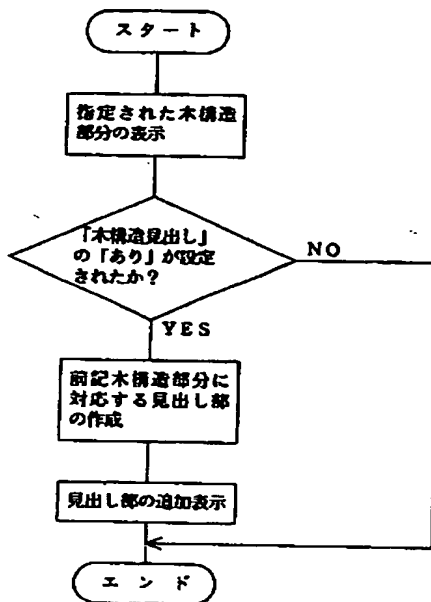 スタート
指定された木構造
部分の表示
「木構造見出し」
の「あり」が設定
されたか？
NO
YES
前記木構造部分に
対応する見出し部
の作成
見出し部の追加表示
エンド